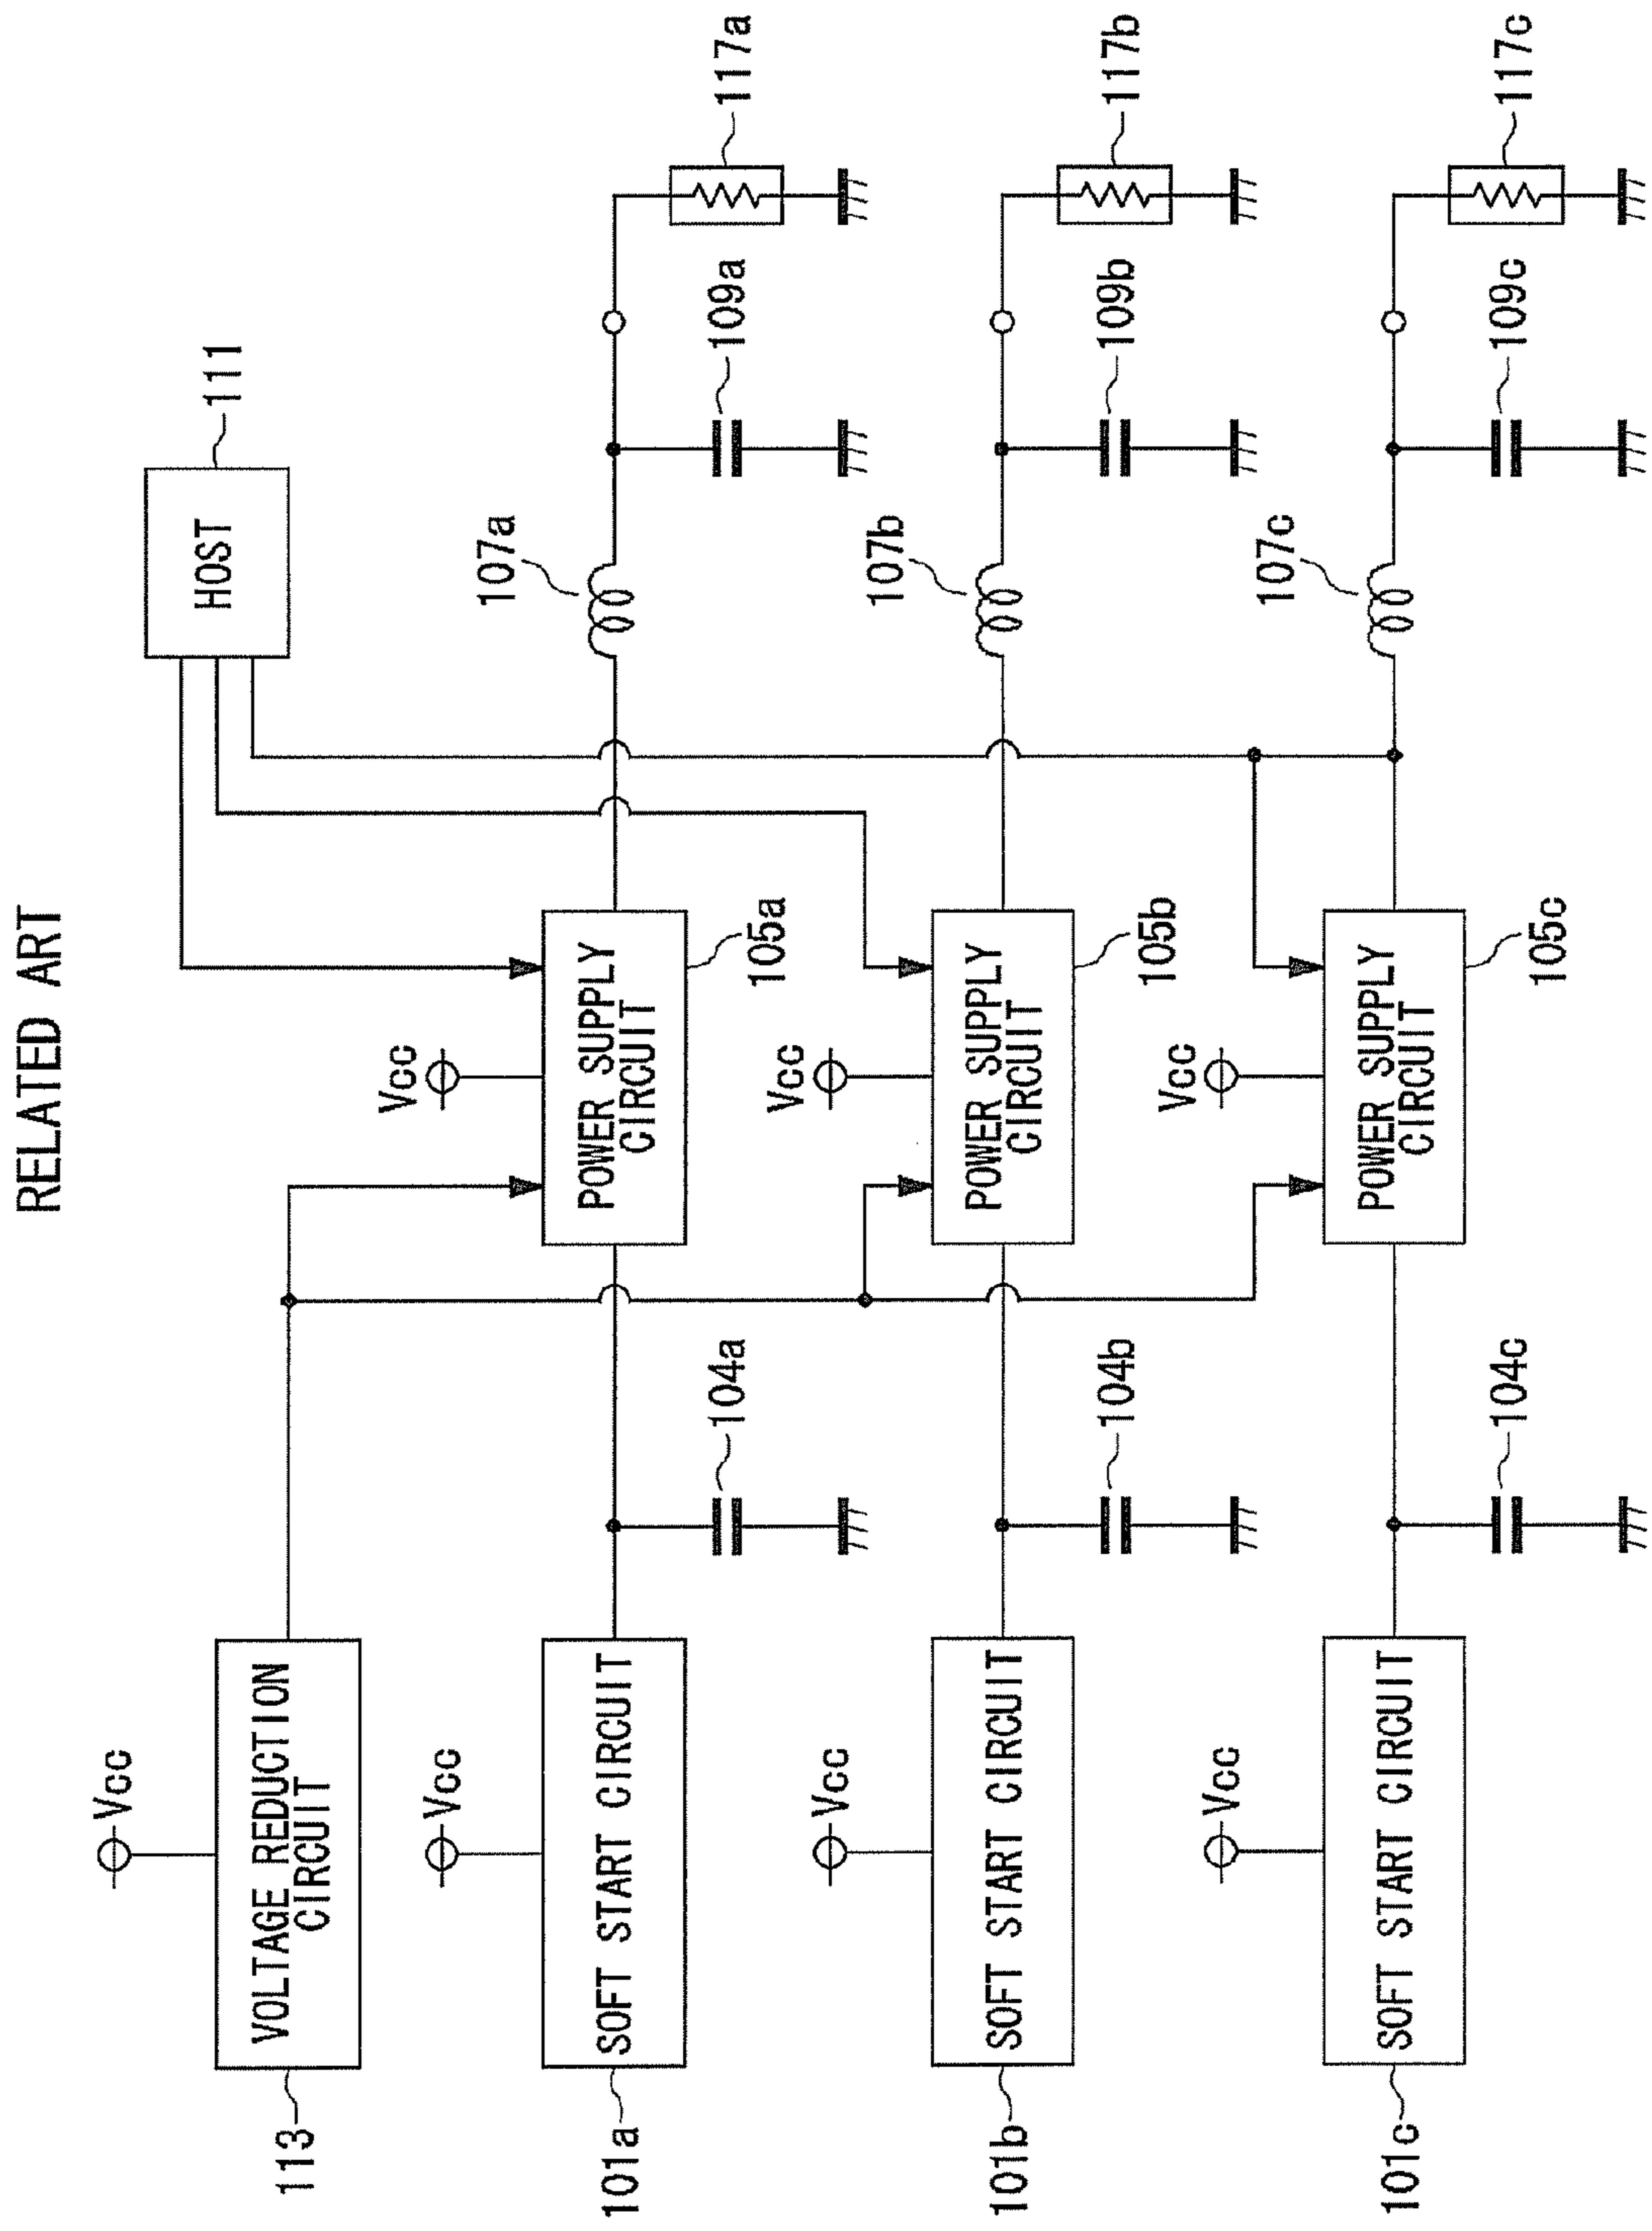 RELATED ART
Vcc
VOLTAGE REDUCTION
CIRCUIT
113
HOST
111
Vcc
SOFT START CIRCUIT
101a
104a
Vcc
POWER SUPPLY
CIRCUIT
105a
107a
109a
117a
Vcc
SOFT START CIRCUIT
101b
104b
Vcc
POWER SUPPLY
CIRCUIT
105b
107b
109b
117b
Vcc
SOFT START CIRCUIT
101c
104c
Vcc
POWER SUPPLY
CIRCUIT
105c
107c
109c
117c